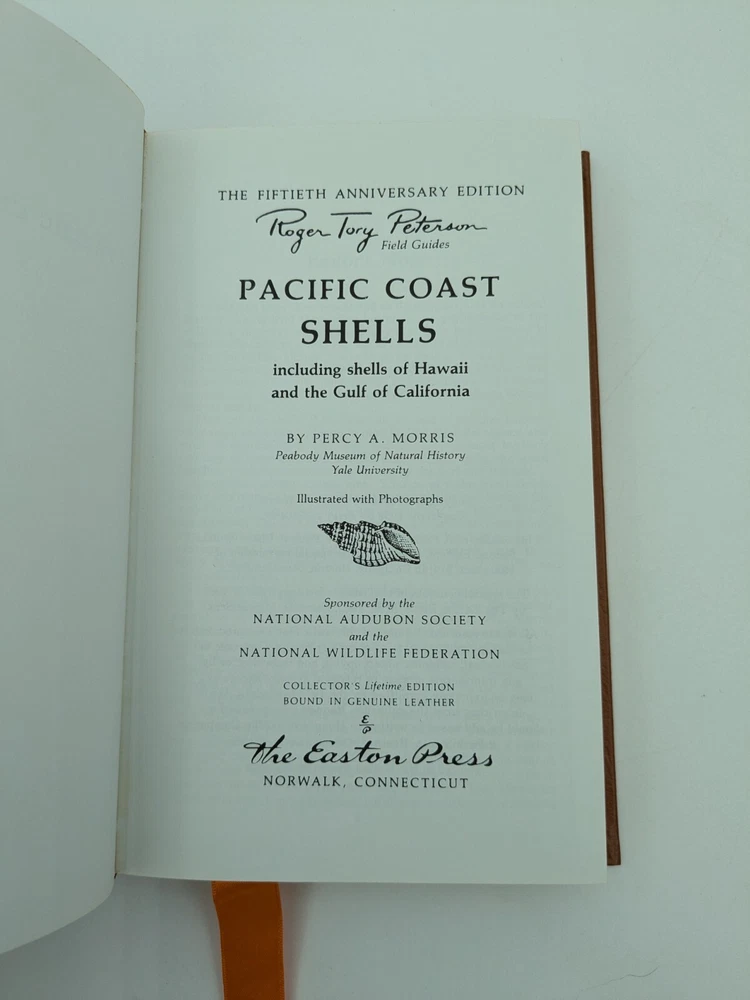 THE FIFTIETH ANNIVERSARY EDITION
Roger Tory Peterson
Field Guides
PACIFIC COAST
SHELLS
including shells of Hawaii
and the Gulf of California
BY PERCY A. MORRIS
Peabody Museum of Natural History
Yale University
Illustrated with Photographs
Sponsored by the
NATIONAL AUDUBON SOCIETY
and the
NATIONAL WILDLIFE FEDERATION
COLLECTOR'S Lifetime EDITION
BOUND IN GENUINE LEATHER
E
P
The Easton Press
NORWALK, CONNECTICUT